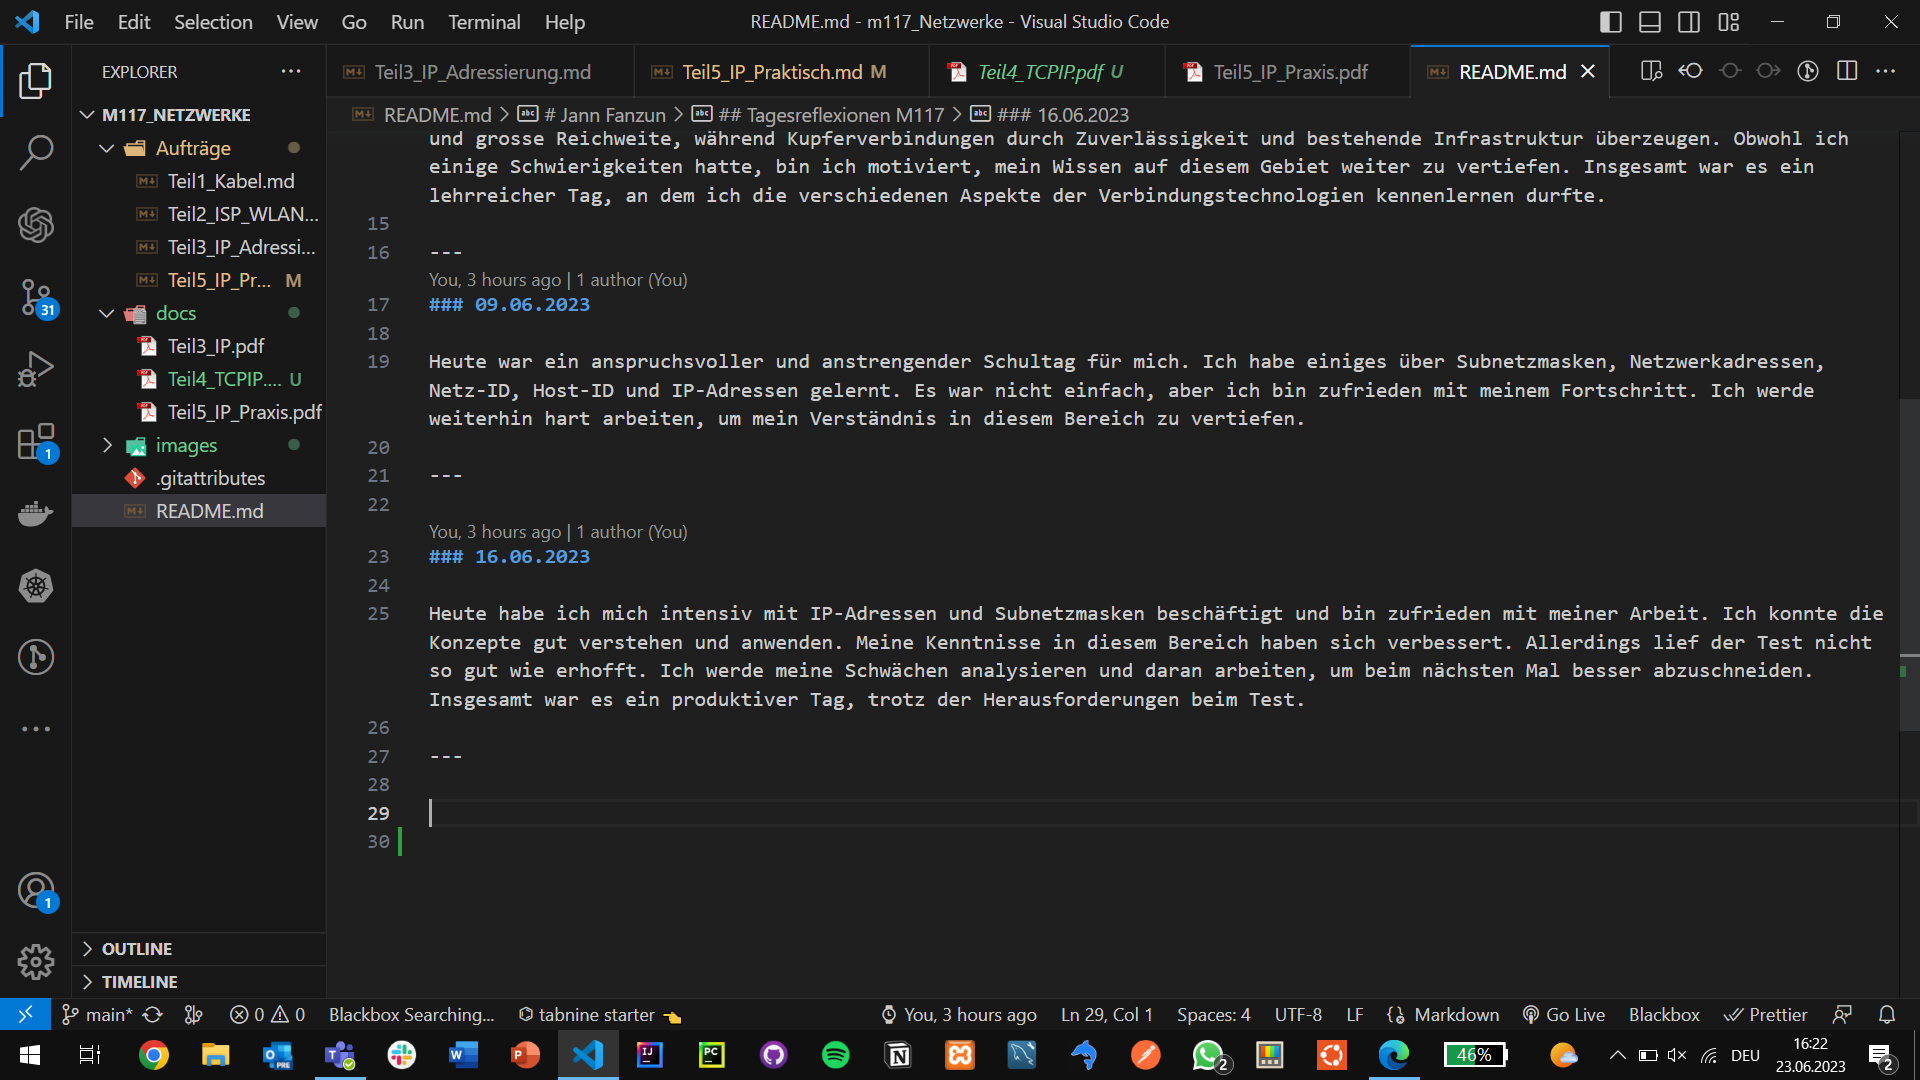 File Edit Selection View Go Run Terminal Help
README.md - m117_Netzwerke - Visual Studio Code
EXPLORER
Teil3_IP_Adressierung.md
Teil5_IP_Praktisch.md M
Teil4_TCPIP.pdf U
Teil5_IP_Praxis.pdf
README.md
README.md > # Jann Fanzun > ## Tagesreflexionen M117 > ### 16.06.2023
M117_NETZWERKE
Aufträge
Teil1_Kabel.md
Teil2_ISP_WLAN...
Teil3_IP_Adressi...
Teil5_IP_Pr... M
docs
Teil3_IP.pdf
Teil4_TCPIP.... U
Teil5_IP_Praxis.pdf
images
.gitattributes
README.md
OUTLINE
TIMELINE
31
1
1
und grosse Reichweite, während Kupferverbindungen durch Zuverlässigkeit und bestehende Infrastruktur überzeugen. Obwohl ich
einige Schwierigkeiten hatte, bin ich motiviert, mein Wissen auf diesem Gebiet weiter zu vertiefen. Insgesamt war es ein
lehrreicher Tag, an dem ich die verschiedenen Aspekte der Verbindungstechnologien kennenlernen durfte.
15
16 ---
You, 3 hours ago | 1 author (You)
17 ### 09.06.2023
18
19 Heute war ein anspruchsvoller und anstrengender Schultag für mich. Ich habe einiges über Subnetzmasken, Netzwerkadressen,
Netz-ID, Host-ID und IP-Adressen gelernt. Es war nicht einfach, aber ich bin zufrieden mit meinem Fortschritt. Ich werde
weiterhin hart arbeiten, um mein Verständnis in diesem Bereich zu vertiefen.
20
21 ---
22
You, 3 hours ago | 1 author (You)
23 ### 16.06.2023
24
25 Heute habe ich mich intensiv mit IP-Adressen und Subnetzmasken beschäftigt und bin zufrieden mit meiner Arbeit. Ich konnte die
Konzepte gut verstehen und anwenden. Meine Kenntnisse in diesem Bereich haben sich verbessert. Allerdings lief der Test nicht
so gut wie erhofft. Ich werde meine Schwächen analysieren und daran arbeiten, um beim nächsten Mal besser abzuschneiden.
Insgesamt war es ein produktiver Tag, trotz der Herausforderungen beim Test.
26
27 ---
28
29
30
main* 0 0 Blackbox Searching... tabnine starter You, 3 hours ago Ln 29, Col 1 Spaces: 4 UTF-8 LF Markdown Go Live Blackbox Prettier
46% DEU 16:22
23.06.2023
2
2